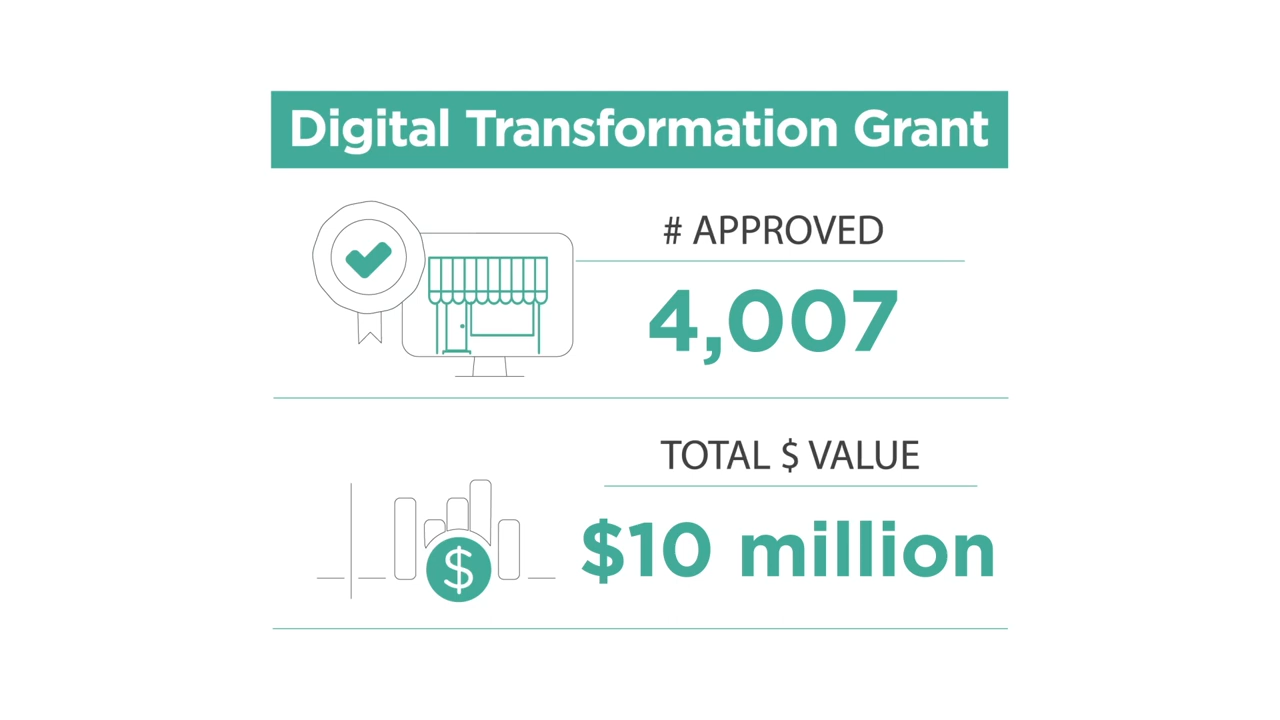 Digital Transformation Grant
# APPROVED
4,007
TOTAL $ VALUE
$
$10 million